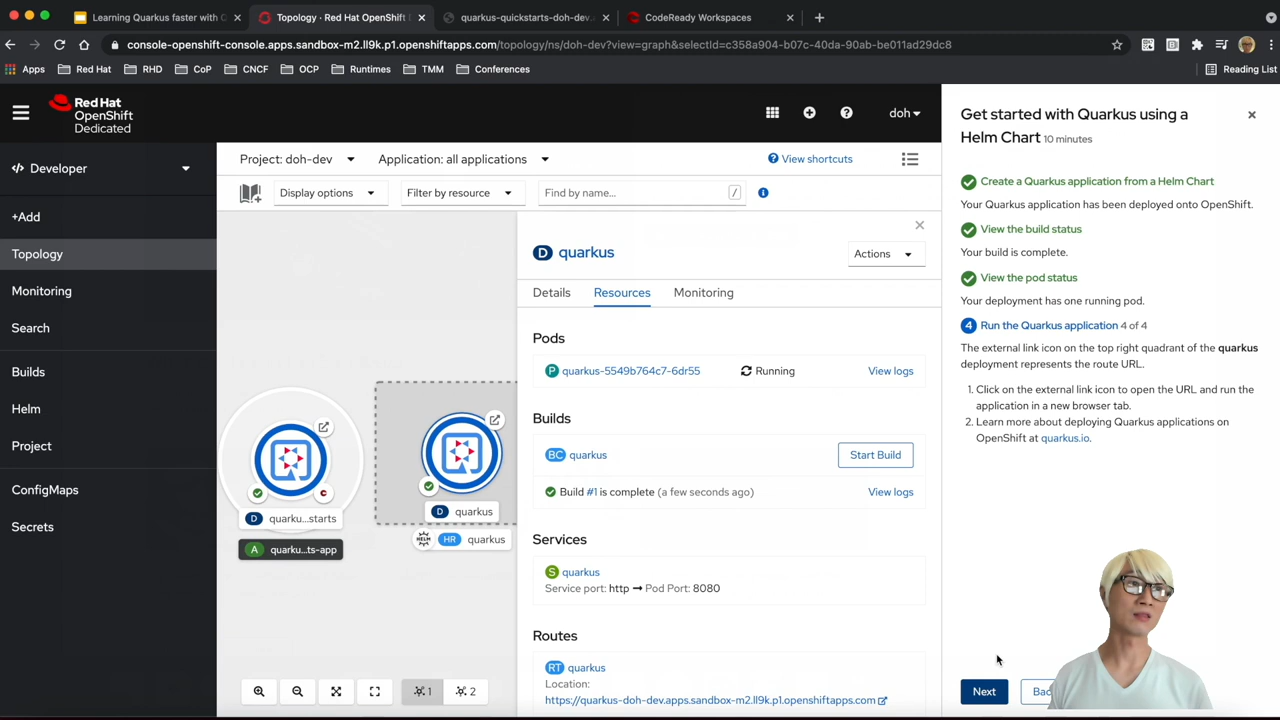 Learning Quarkus faster with Q
Topology · Red Hat OpenShift D
quarkus-quickstarts-doh-dev.a
CodeReady Workspaces
console-openshift-console.apps.sandbox-m2.ll9k.p1.openshiftapps.com/topology/ns/doh-dev?view=graph&selectId=c358a904-b07c-40da-90ab-be011ad29dc8
Apps
Red Hat
RHD
CoP
CNCF
OCP
Runtimes
TMM
Conferences
Reading List
Red Hat
OpenShift
Dedicated
doh
Developer
+Add
Topology
Monitoring
Search
Builds
Helm
Project
ConfigMaps
Secrets
Project: doh-dev
Application: all applications
View shortcuts
Display options
Filter by resource
Find by name...
/
quarku...starts
D
A
quarku...ts-app
D
quarkus
HELM
HR
quarkus
1
2
D
quarkus
Actions
Details
Resources
Monitoring
Pods
P
quarkus-5549b764c7-6dr55
Running
View logs
Builds
BC
quarkus
Start Build
Build #1 is complete (a few seconds ago)
View logs
Services
S
quarkus
Service port: http ➞ Pod Port: 8080
Routes
RT
quarkus
Location:
https://quarkus-doh-dev.apps.sandbox-m2.ll9k.p1.openshiftapps.com
Get started with Quarkus using a
Helm Chart 10 minutes
Create a Quarkus application from a Helm Chart
Your Quarkus application has been deployed onto OpenShift.
View the build status
Your build is complete.
View the pod status
Your deployment has one running pod.
4 Run the Quarkus application 4 of 4
The external link icon on the top right quadrant of the quarkus
deployment represents the route URL.
1. Click on the external link icon to open the URL and run the
application in a new browser tab.
2. Learn more about deploying Quarkus applications on
OpenShift at quarkus.io.
Next